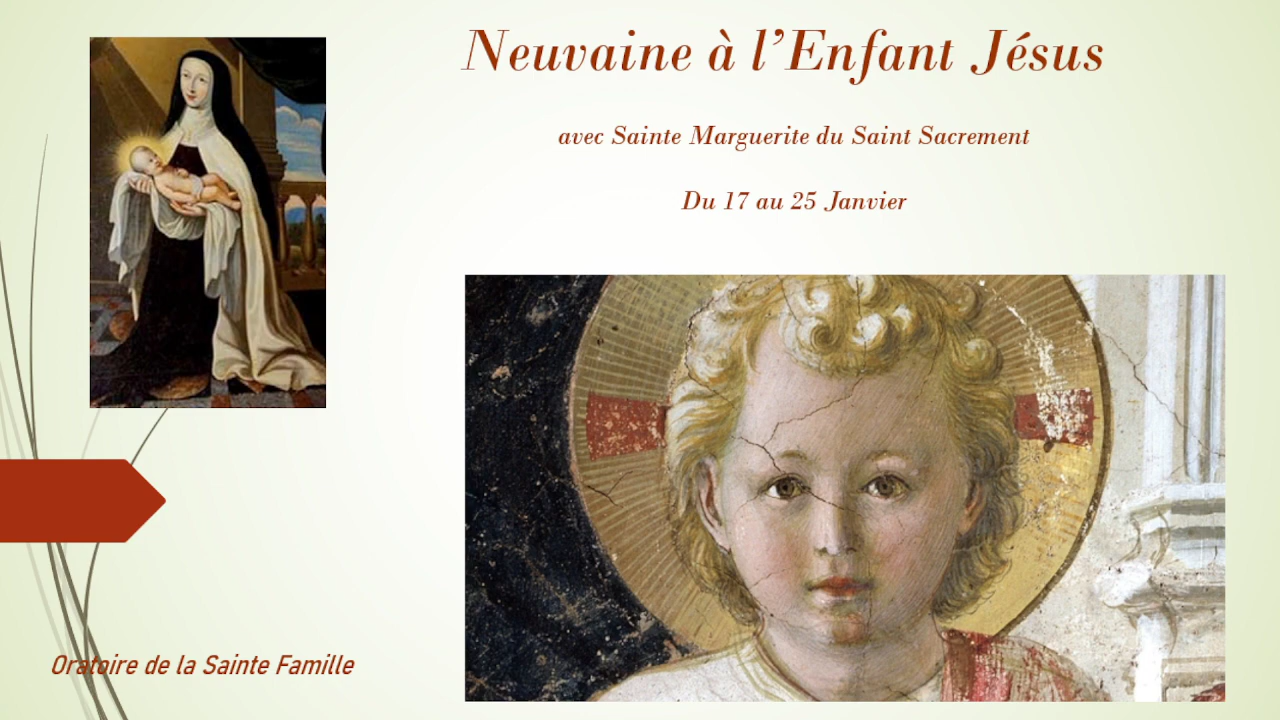 Neuvaine à l’Enfant Jésus
avec Sainte Marguerite du Saint Sacrement
Du 17 au 25 Janvier
Oratoire de la Sainte Famille